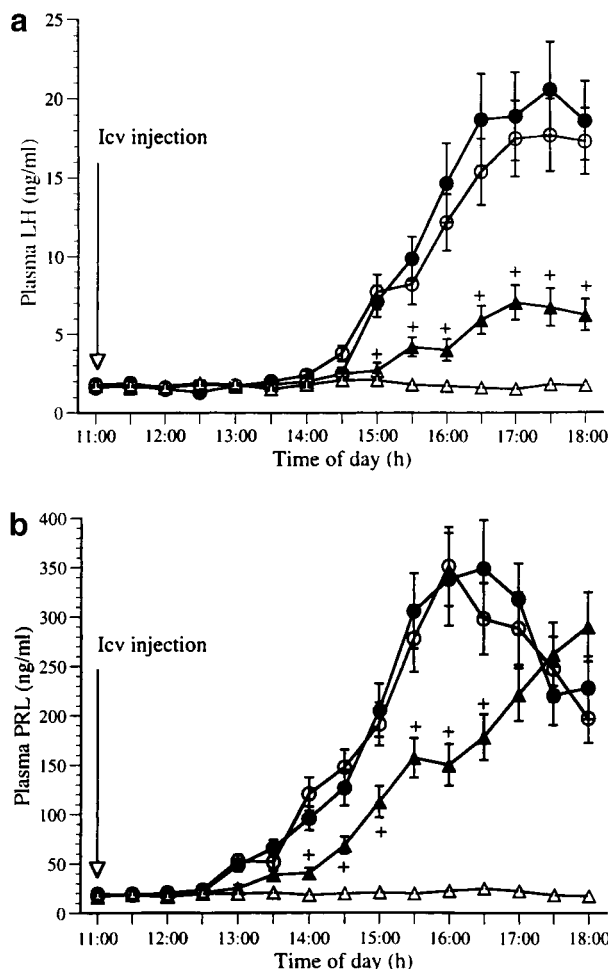 a
25
20
15
10
5
0
Plasma LH (ng/ml)
Icv injection
+ + + + + + +
11:00 12:00 13:00 14:00 15:00 16:00 17:00 18:00
Time of day (h)
b
400
350
300
250
200
150
100
50
0
Plasma PRL (ng/ml)
Icv injection
+ + + + + +
11:00 12:00 13:00 14:00 15:00 16:00 17:00 18:00
Time of day (h)